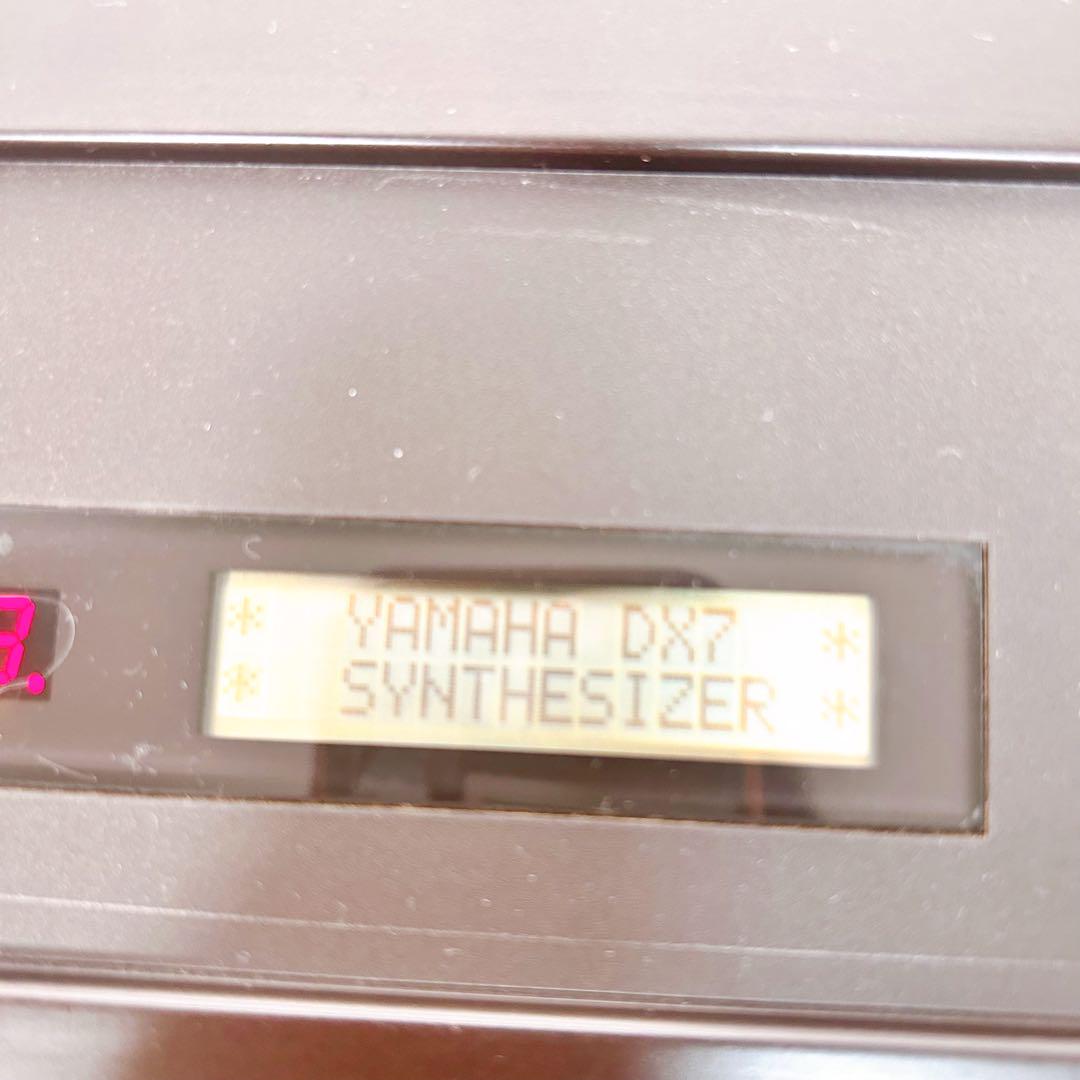 * YAMAHA DX7 *
* SYNTHESIZER *